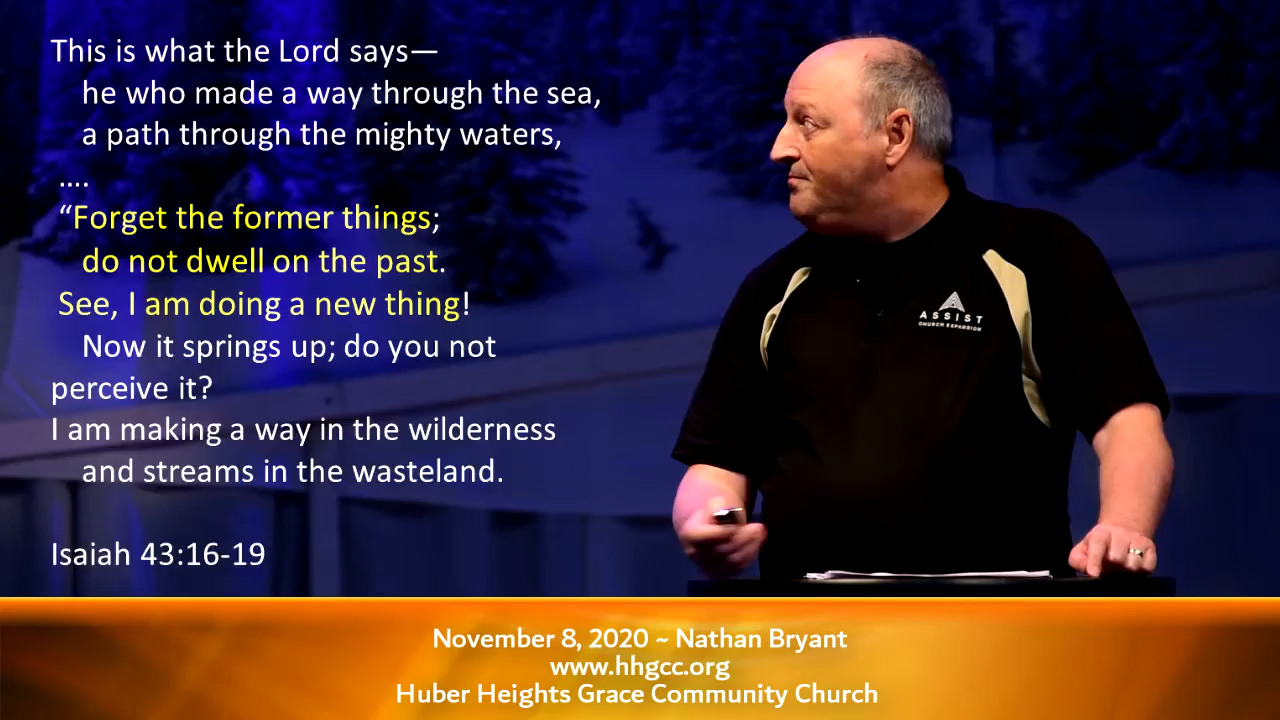 This is what the Lord says—
he who made a way through the sea,
a path through the mighty waters,
....
“Forget the former things;
do not dwell on the past.
See, I am doing a new thing!
Now it springs up; do you not
perceive it?
I am making a way in the wilderness
and streams in the wasteland.
Isaiah 43:16-19
ASSIST
CHURCH EXPANSION
November 8, 2020 ~ Nathan Bryant
www.hhgcc.org
Huber Heights Grace Community Church